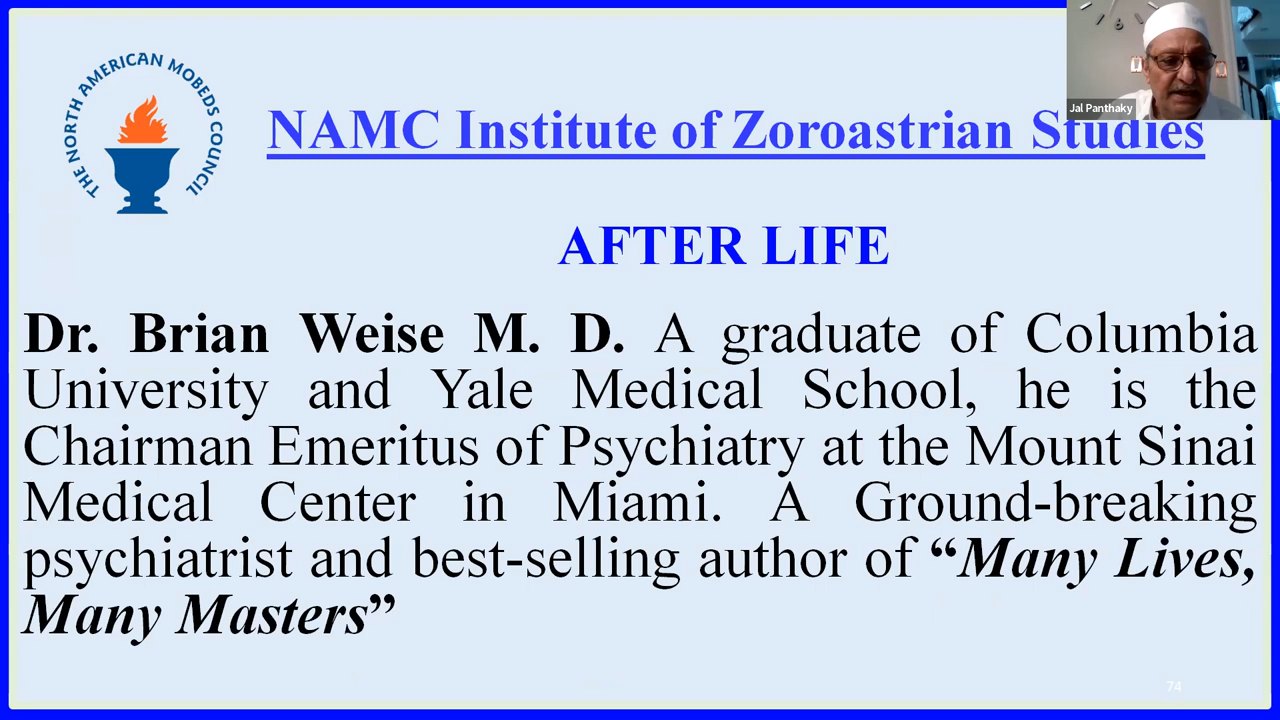 THE NORTH AMERICAN MOBEDS COUNCIL
NAMC Institute of Zoroastrian Studies
Jal Panthaky
AFTER LIFE
Dr. Brian Weise M. D. A graduate of Columbia
University and Yale Medical School, he is the
Chairman Emeritus of Psychiatry at the Mount Sinai
Medical Center in Miami. A Ground-breaking
psychiatrist and best-selling author of “Many Lives,
Many Masters”
74